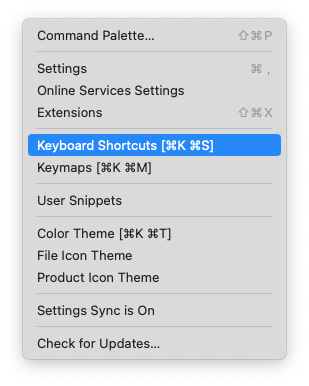 Command Palette... ⇧⌘P
Settings ⌘ ,
Online Services Settings
Extensions ⇧⌘X
Keyboard Shortcuts [⌘K ⌘S]
Keymaps [⌘K ⌘M]
User Snippets
Color Theme [⌘K ⌘T]
File Icon Theme
Product Icon Theme
Settings Sync is On
Check for Updates...